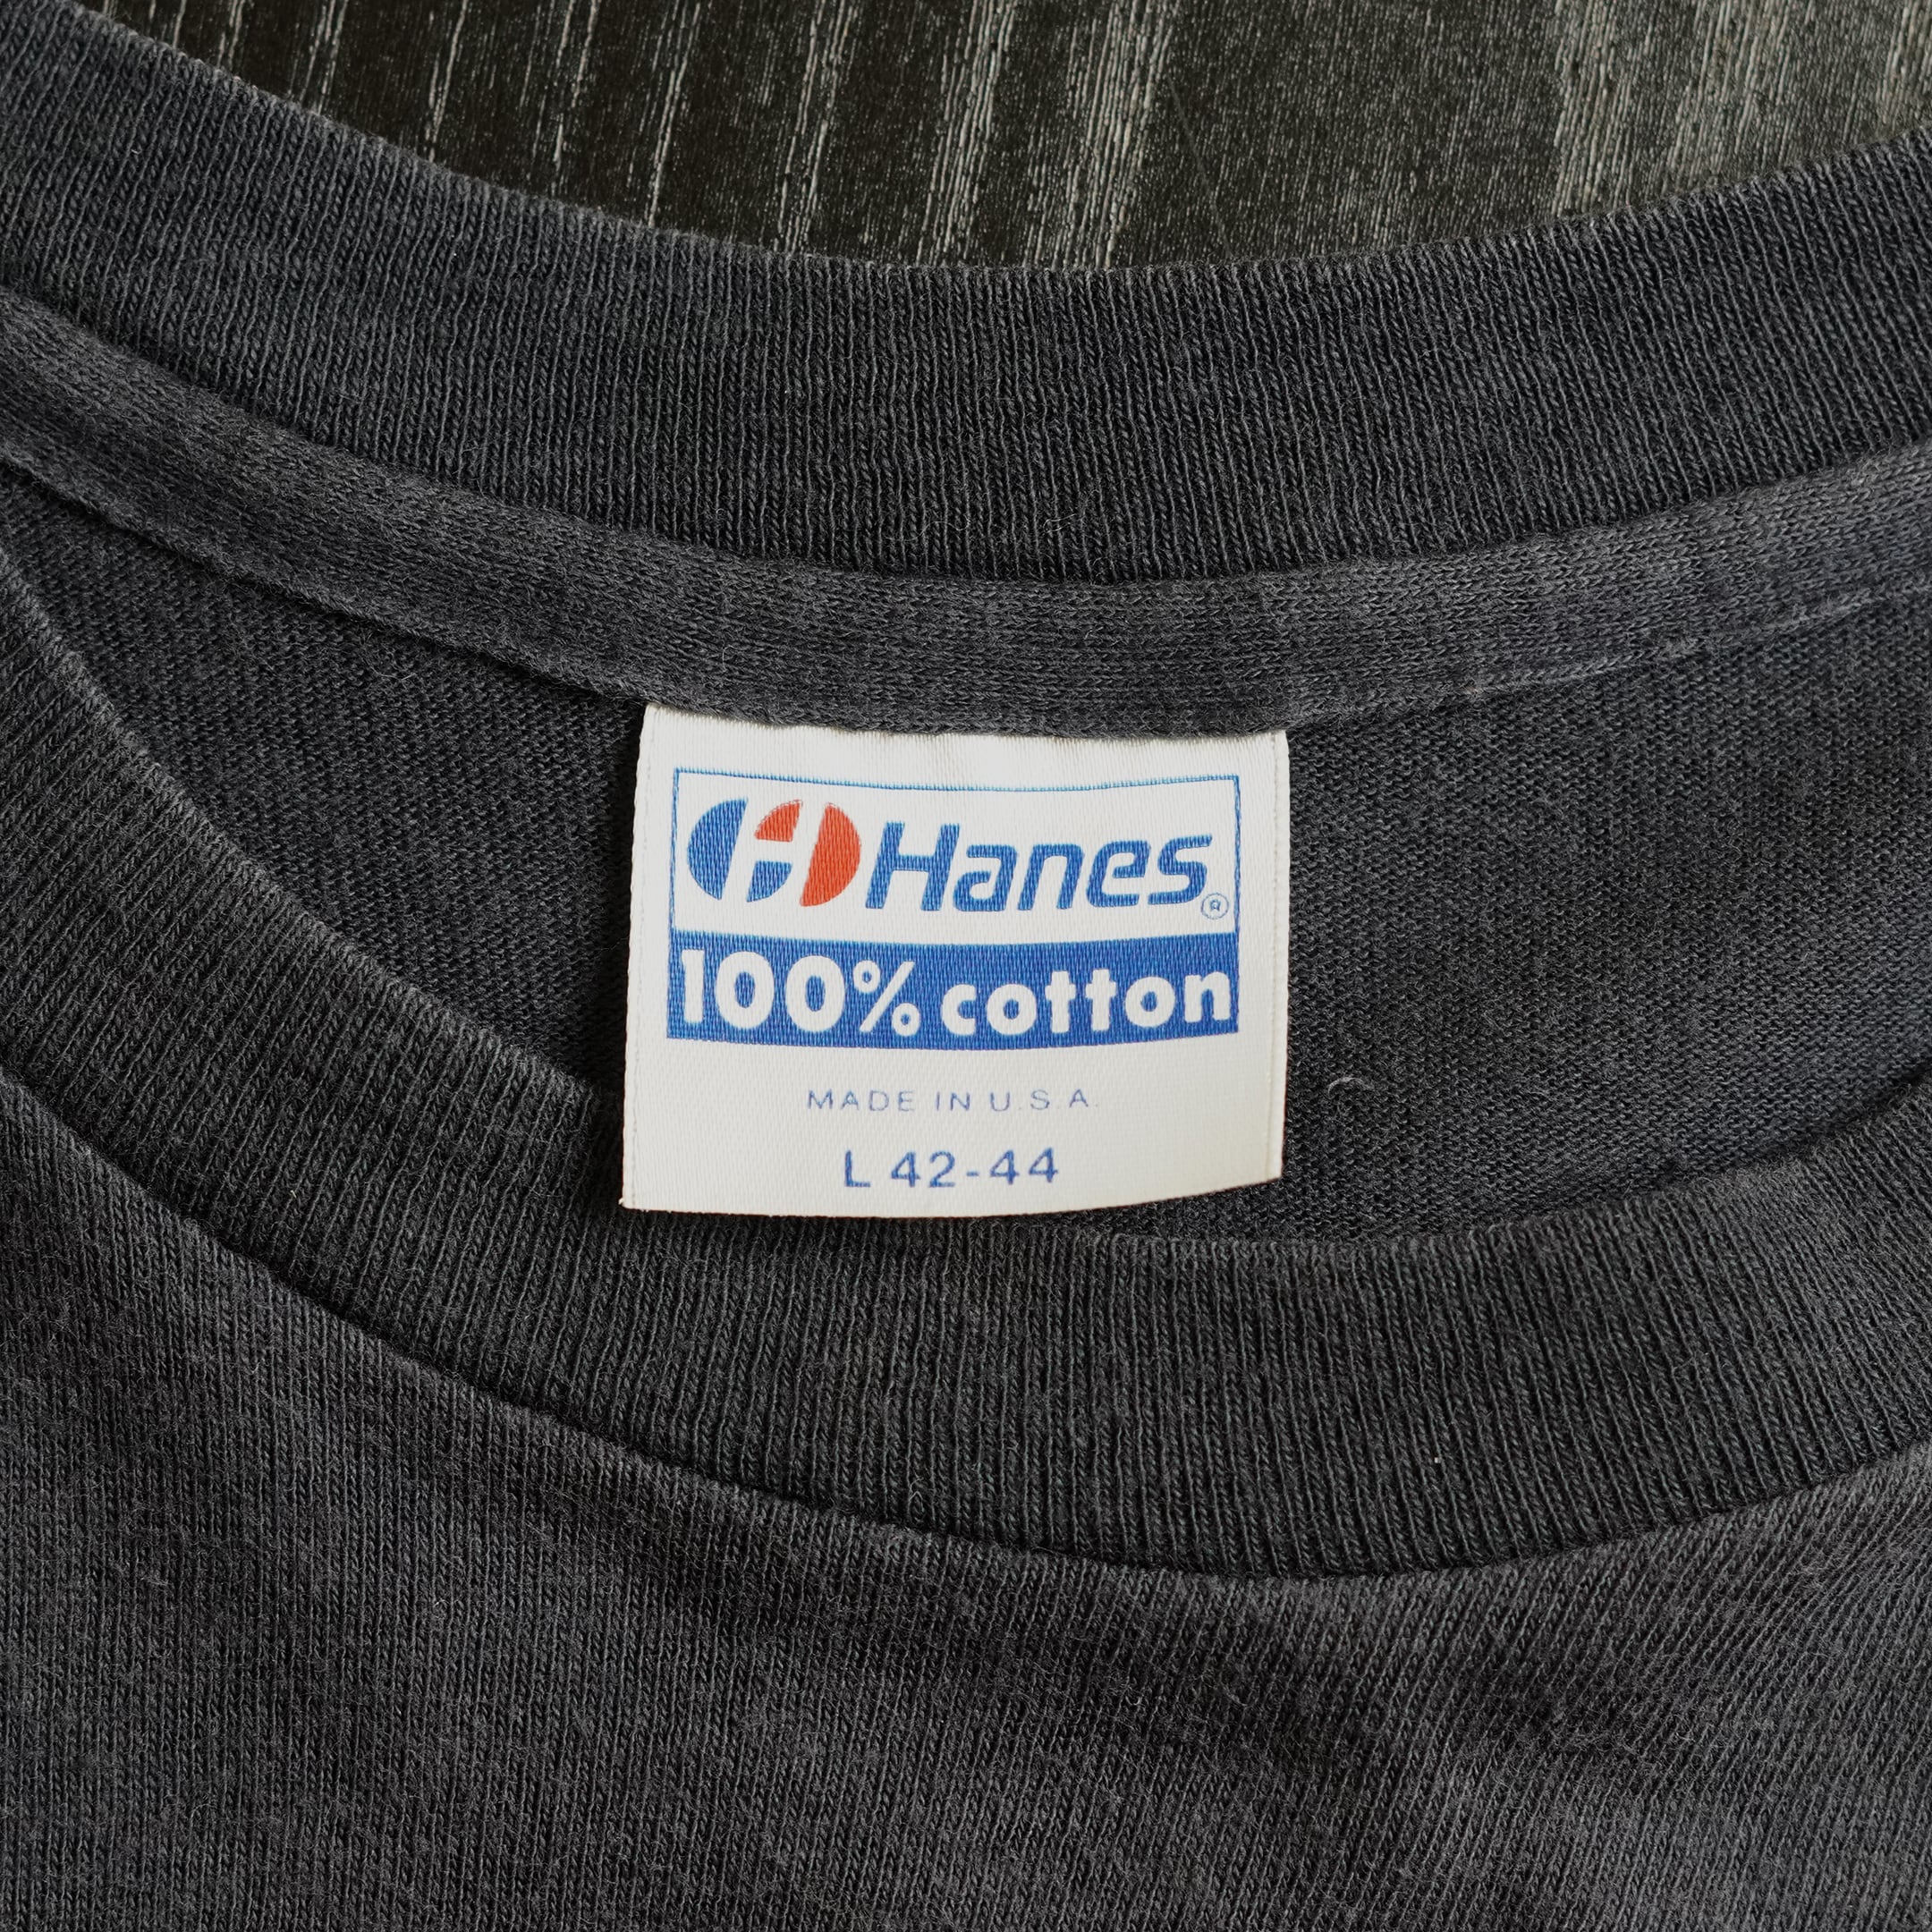 H Hanes®
100% cotton
MADE IN U.S.A.
L 42-44